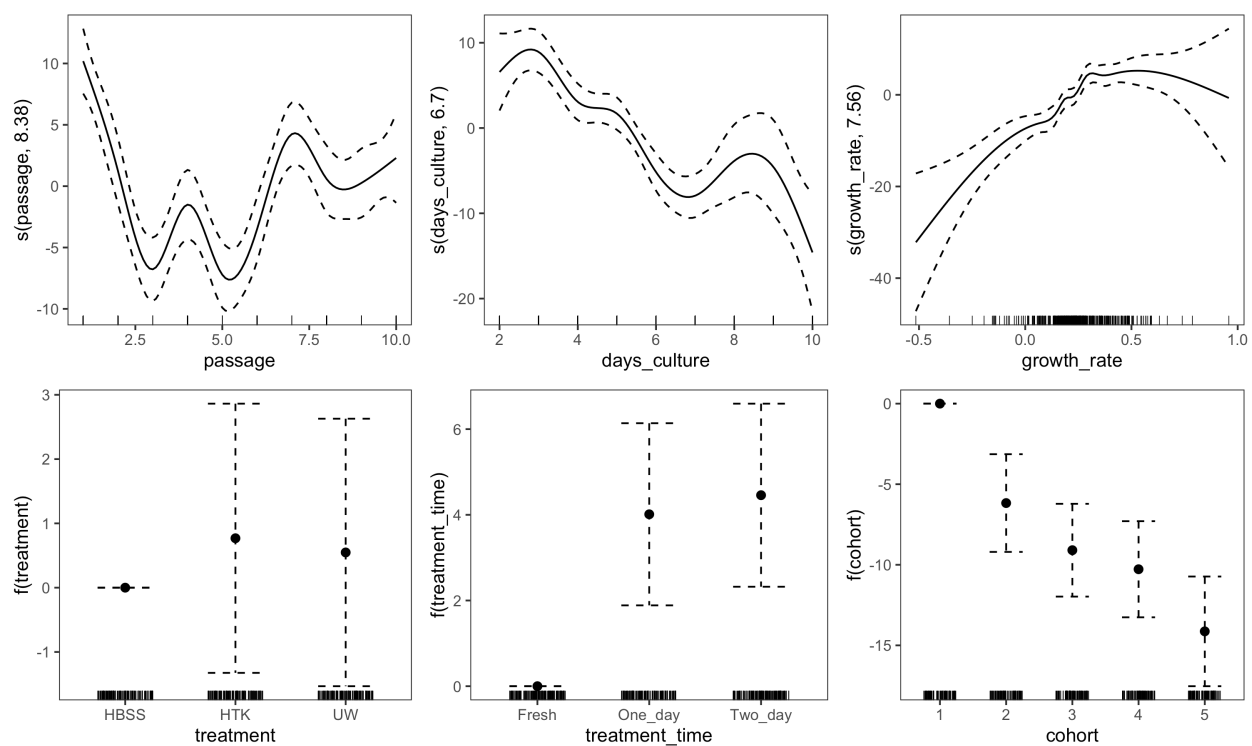 s(passage, 8.38)
10
5
0
-5
-10
2.5 5.0 7.5 10.0
passage
s(days_culture, 6.7)
10
0
-10
-20
2 4 6 8 10
days_culture
s(growth_rate, 7.56)
0
-20
-40
-0.5 0.0 0.5 1.0
growth_rate
f(treatment)
3
2
1
0
-1
HBSS HTK UW
treatment
f(treatment_time)
6
4
2
0
Fresh One_day Two_day
treatment_time
f(cohort)
0
-5
-10
-15
1 2 3 4 5
cohort